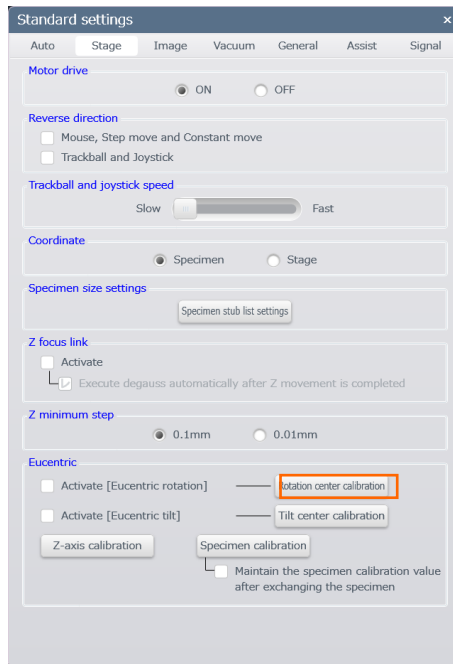 Standard settings ×
Auto Stage Image Vacuum General Assist Signal
Motor drive
ON OFF
Reverse direction
Mouse, Step move and Constant move
Trackball and Joystick
Trackball and joystick speed
Slow Fast
Coordinate
Specimen Stage
Specimen size settings
Specimen stub list settings
Z focus link
Activate
Execute degauss automatically after Z movement is completed
Z minimum step
0.1mm 0.01mm
Eucentric
Activate [Eucentric rotation] Rotation center calibration
Activate [Eucentric tilt] Tilt center calibration
Z-axis calibration Specimen calibration
Maintain the specimen calibration value
after exchanging the specimen